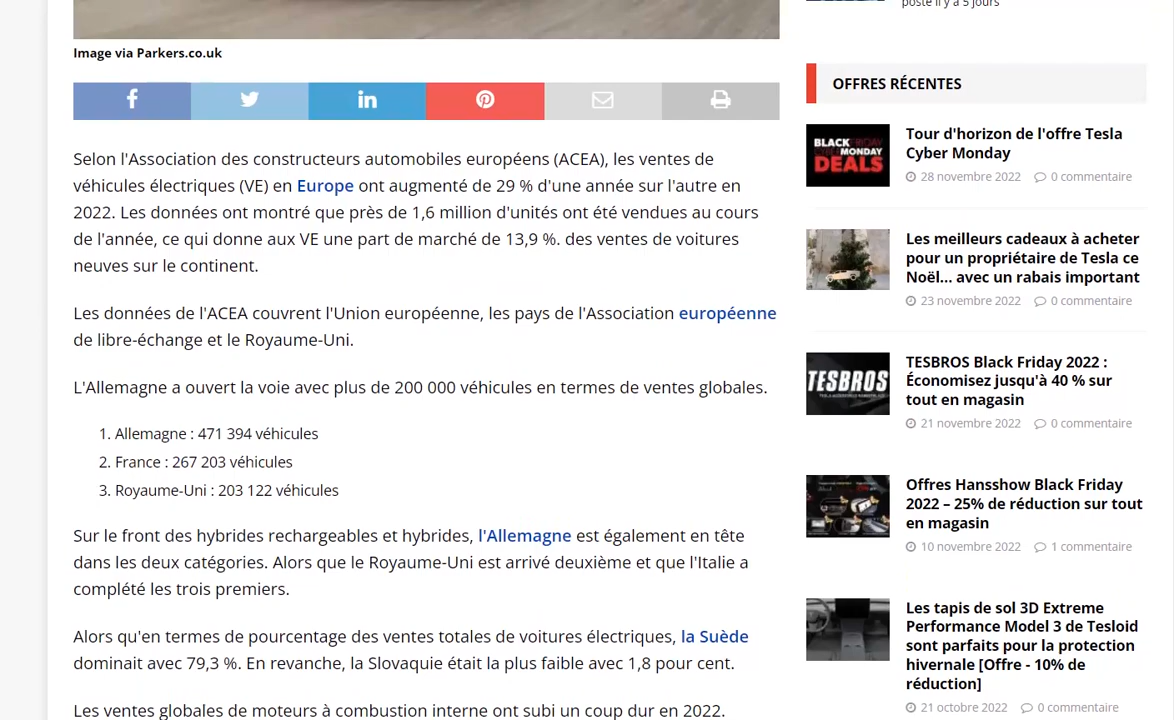 posté il y a 5 jours
Image via Parkers.co.uk
Selon l'Association des constructeurs automobiles européens (ACEA), les ventes de
véhicules électriques (VE) en Europe ont augmenté de 29 % d'une année sur l'autre en
2022. Les données ont montré que près de 1,6 million d'unités ont été vendues au cours
de l'année, ce qui donne aux VE une part de marché de 13,9 %. des ventes de voitures
neuves sur le continent.
Les données de l'ACEA couvrent l'Union européenne, les pays de l'Association européenne
de libre-échange et le Royaume-Uni.
L'Allemagne a ouvert la voie avec plus de 200 000 véhicules en termes de ventes globales.
1. Allemagne : 471 394 véhicules
2. France : 267 203 véhicules
3. Royaume-Uni : 203 122 véhicules
Sur le front des hybrides rechargeables et hybrides, l'Allemagne est également en tête
dans les deux catégories. Alors que le Royaume-Uni est arrivé deuxième et que l'Italie a
complété les trois premiers.
Alors qu'en termes de pourcentage des ventes totales de voitures électriques, la Suède
dominait avec 79,3 %. En revanche, la Slovaquie était la plus faible avec 1,8 pour cent.
Les ventes globales de moteurs à combustion interne ont subi un coup dur en 2022.
OFFRES RÉCENTES
BLACK FRIDAY
CYBER MONDAY
DEALS
Tour d'horizon de l'offre Tesla
Cyber Monday
28 novembre 2022 0 commentaire
Les meilleurs cadeaux à acheter
pour un propriétaire de Tesla ce
Noël... avec un rabais important
23 novembre 2022 0 commentaire
TESBROS
TESBROS Black Friday 2022 :
Économisez jusqu'à 40 % sur
tout en magasin
21 novembre 2022 0 commentaire
Offres Hansshow Black Friday
2022 – 25% de réduction sur tout
en magasin
10 novembre 2022 1 commentaire
Les tapis de sol 3D Extreme
Performance Model 3 de Tesloid
sont parfaits pour la protection
hivernale [Offre - 10% de
réduction]
21 octobre 2022 0 commentaire